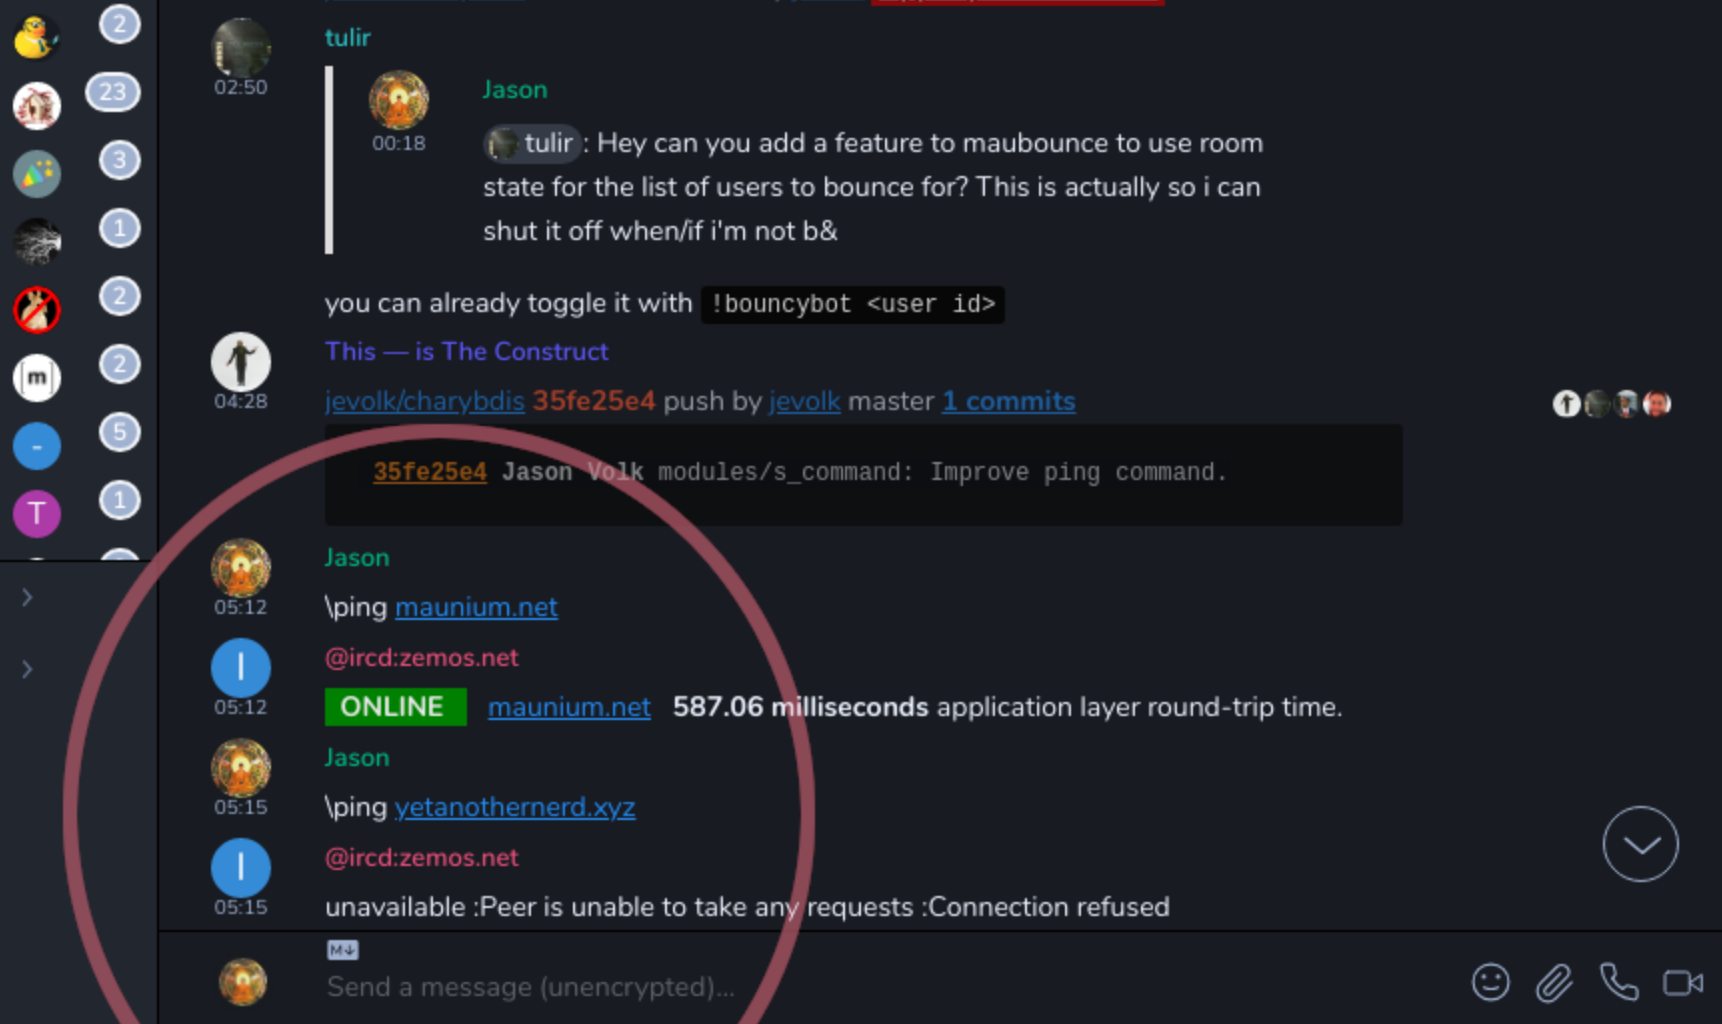 2
23
3
1
2
2
5
1
[m]
-
T
tulir
02:50
Jason
00:18
tulir : Hey can you add a feature to maubounce to use room
state for the list of users to bounce for? This is actually so i can
shut it off when/if i'm not b&
you can already toggle it with !bouncybot <user id>
This — is The Construct
04:28
jevolk/charybdis 35fe25e4 push by jevolk master 1 commits
35fe25e4 Jason Volk modules/s_command: Improve ping command.
Jason
05:12
\ping maunium.net
I
@ircd:zemos.net
05:12
ONLINE maunium.net 587.06 milliseconds application layer round-trip time.
Jason
05:15
\ping yetanothernerd.xyz
I
@ircd:zemos.net
05:15
unavailable :Peer is unable to take any requests :Connection refused
M↓
Send a message (unencrypted)...